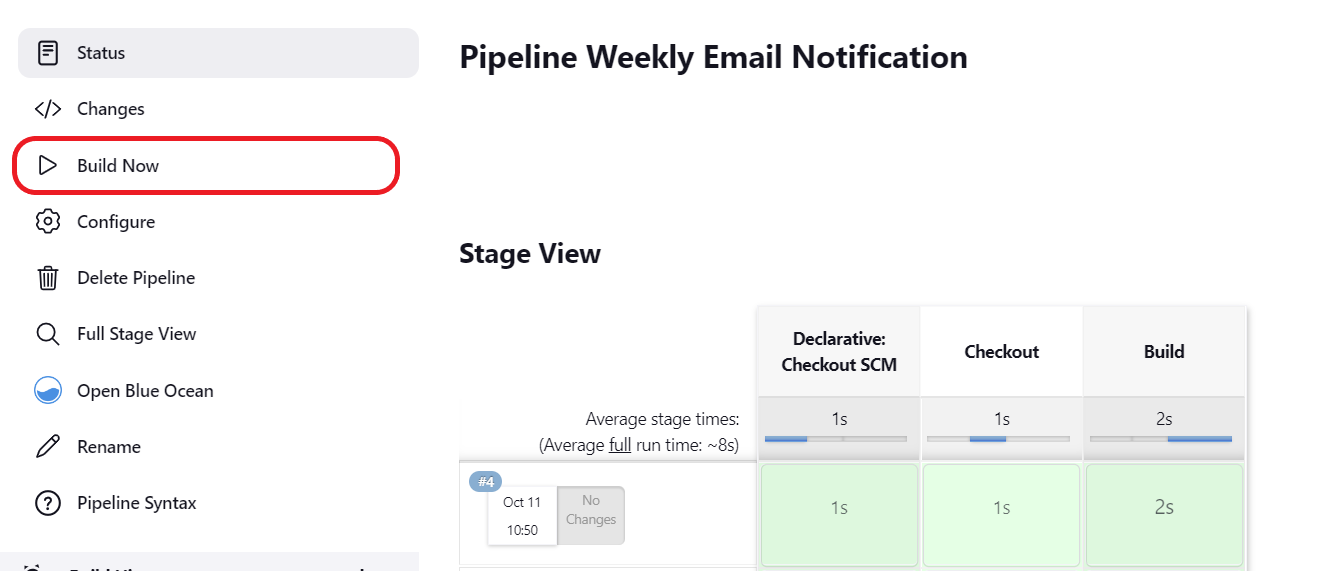 Status
Changes
Build Now
Configure
Delete Pipeline
Full Stage View
Open Blue Ocean
Rename
Pipeline Syntax
Pipeline Weekly Email Notification
Stage View
Declarative:
Checkout SCM
Checkout
Build
Average stage times:
(Average full run time: ~8s)
1s
1s
2s
#4
Oct 11
10:50
No
Changes
1s
1s
2s